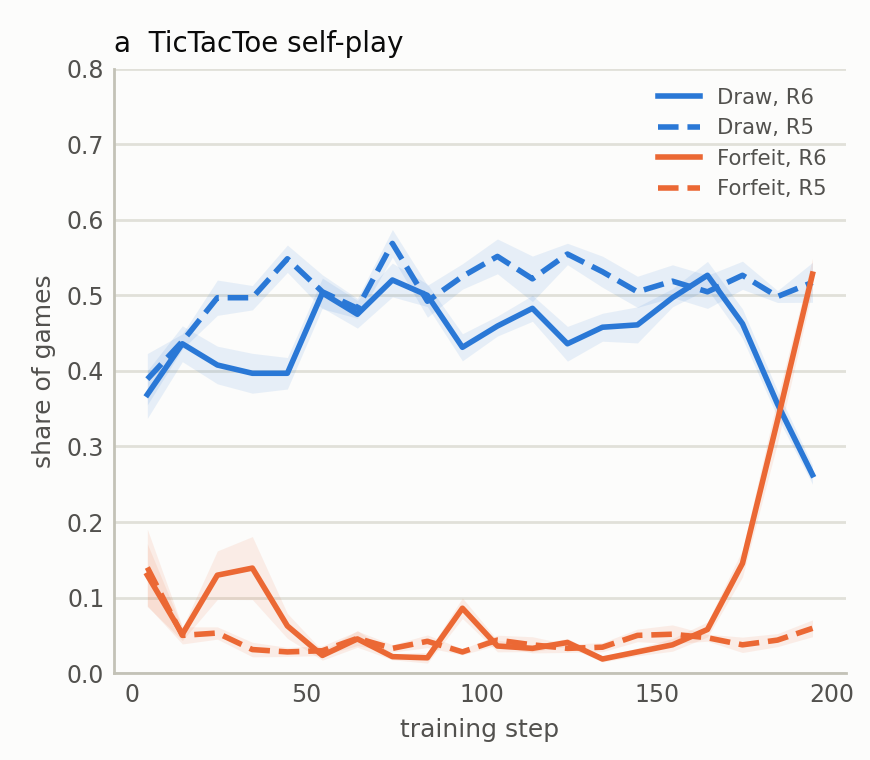 a  TicTacToe self-play
0.8
0.7
0.6
0.5
0.4
0.3
0.2
0.1
0.0
share of games
Draw, R6
Draw, R5
Forfeit, R6
Forfeit, R5
0 50 100 150 200
training step